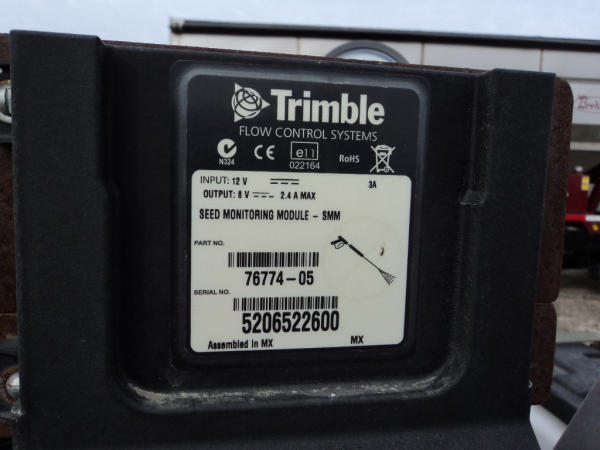 Trimble
FLOW CONTROL SYSTEMS
N324
CE
e11
022164
RoHS
INPUT: 12 V 3A
OUTPUT: 8 V 2.4 A MAX
SEED MONITORING MODULE - SMM
PART NO.
76774-05
SERIAL NO.
5206522600
Assembled in MX MX